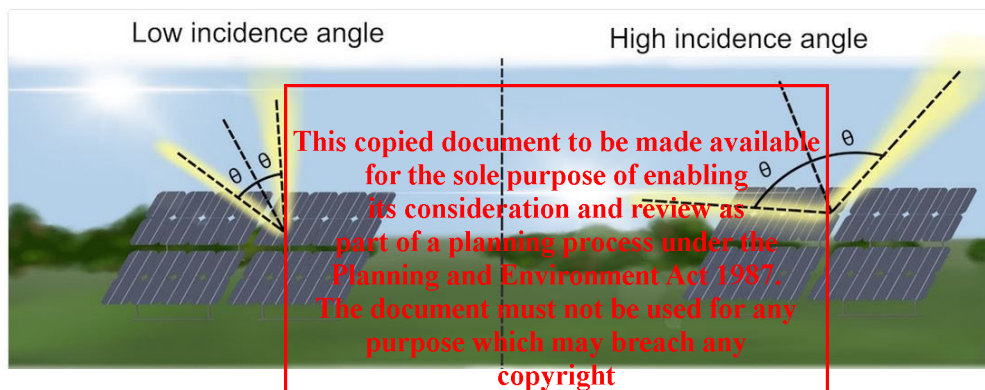 Low incidence angle
High incidence angle
θ
θ
θ
θ
This copied document to be made available
for the sole purpose of enabling
its consideration and review as
part of a planning process under the
Planning and Environment Act 1987.
The document must not be used for any
purpose which may breach any
copyright